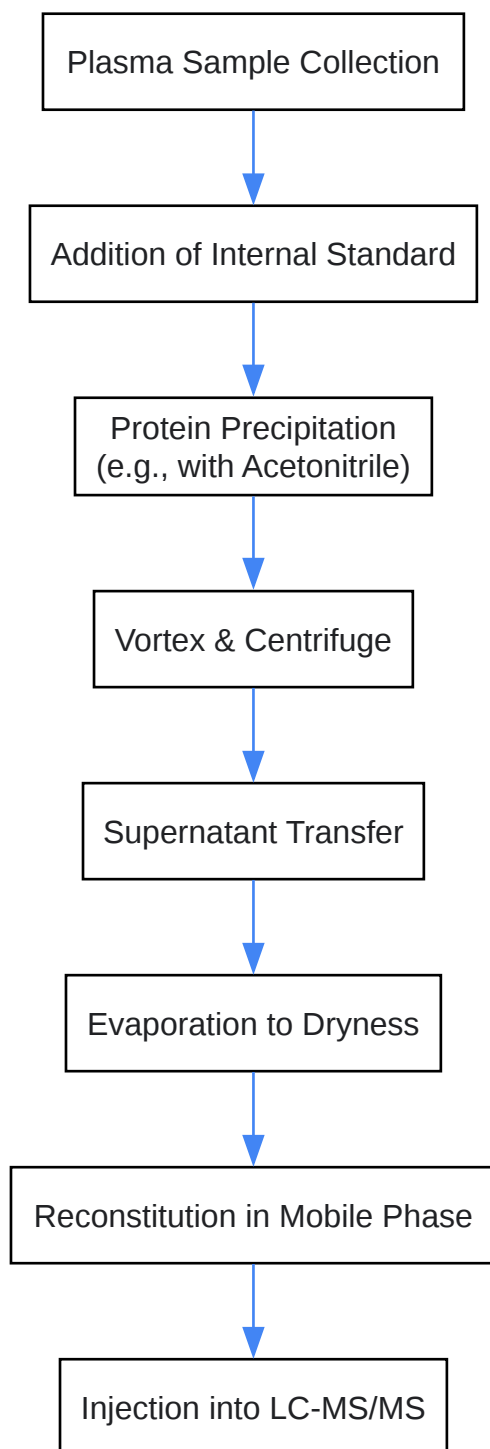 Plasma Sample Collection
Addition of Internal Standard
Protein Precipitation
(e.g., with Acetonitrile)
Vortex & Centrifuge
Supernatant Transfer
Evaporation to Dryness
Reconstitution in Mobile Phase
Injection into LC-MS/MS